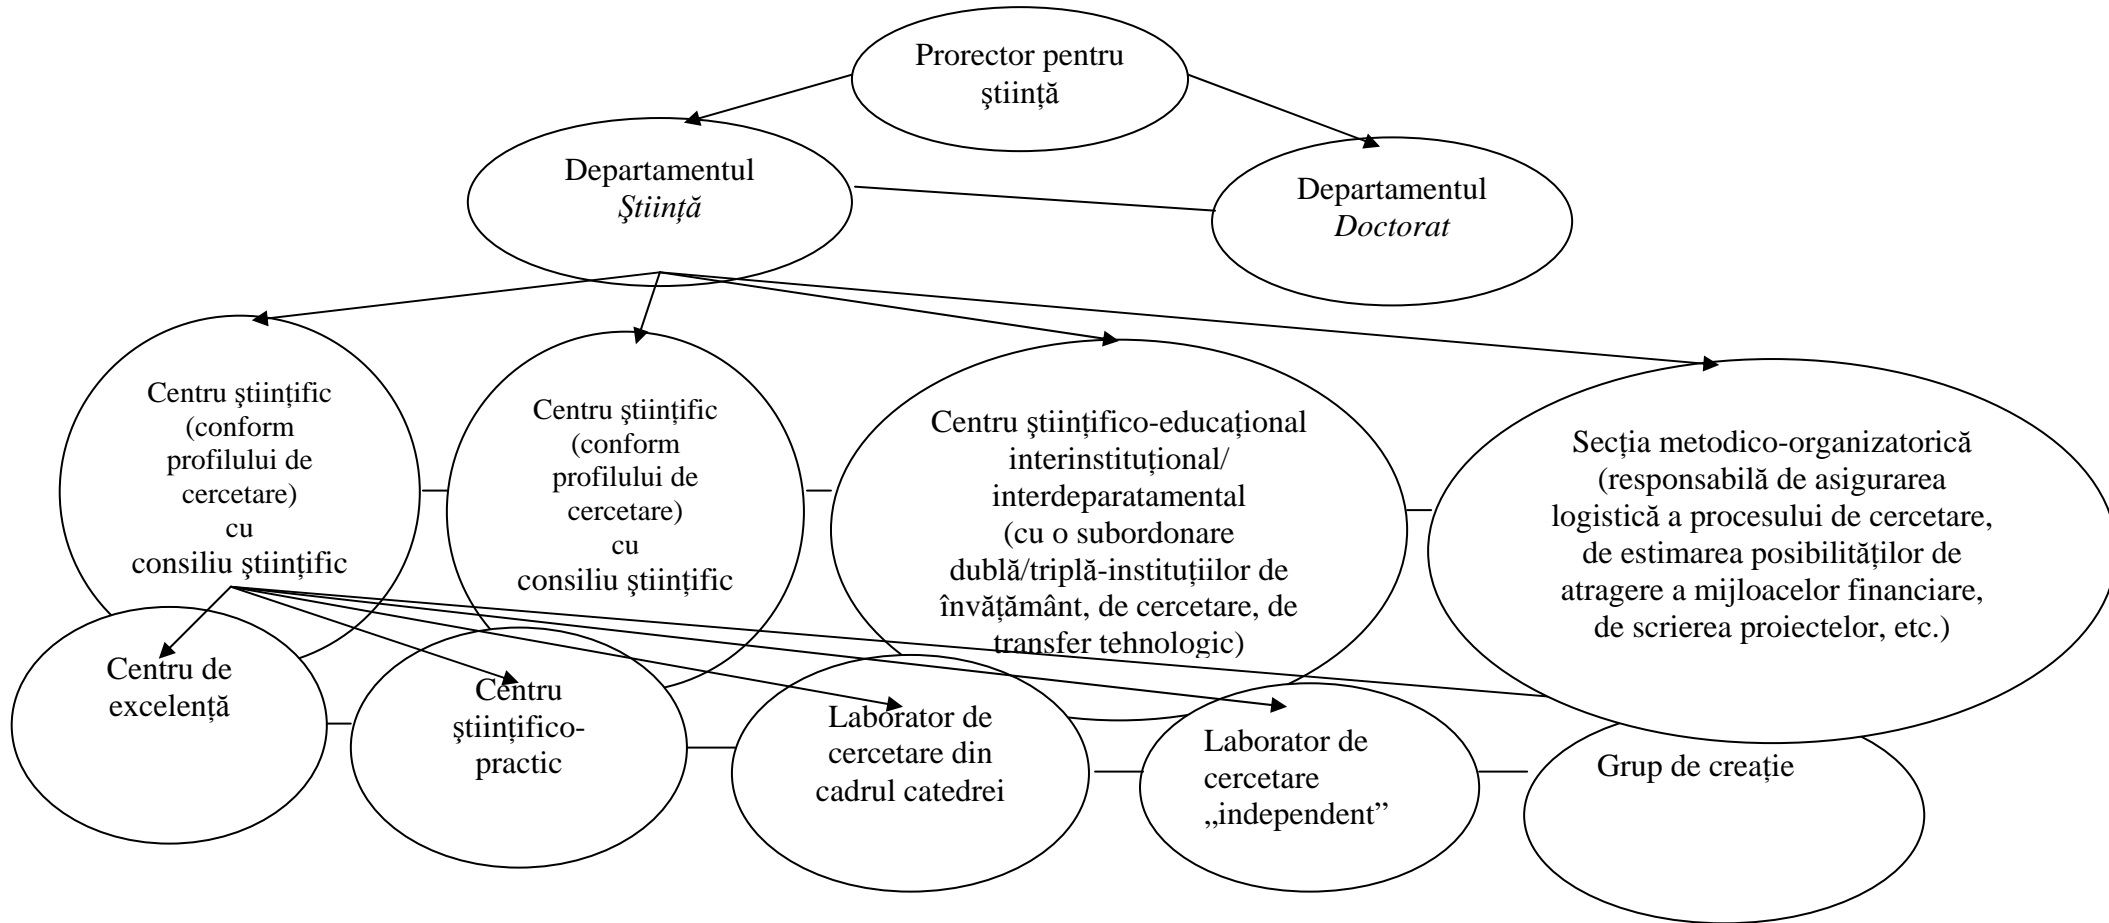 Prorector pentru
ştiinţă
Departamentul
Ştiinţă
Departamentul
Doctorat
Centru ştiinţific
(conform
profilului de
cercetare)
cu
consiliu ştiinţific
Centru ştiinţific
(conform
profilului de
cercetare)
cu
consiliu ştiinţific
Centru ştiinţifico-educaţional
interinstituţional/
interdeparatamental
(cu o subordonare
dublă/triplă-instituţiilor de
învăţământ, de cercetare, de
transfer tehnologic)
Secţia metodico-organizatorică
(responsabilă de asigurarea
logistică a procesului de cercetare,
de estimarea posibilităţilor de
atragere a mijloacelor financiare,
de scrierea proiectelor, etc.)
Centru de
excelenţă
Centru
ştiinţifico-
practic
Laborator de
cercetare din
cadrul catedrei
Laborator de
cercetare
„independent”
Grup de creaţie